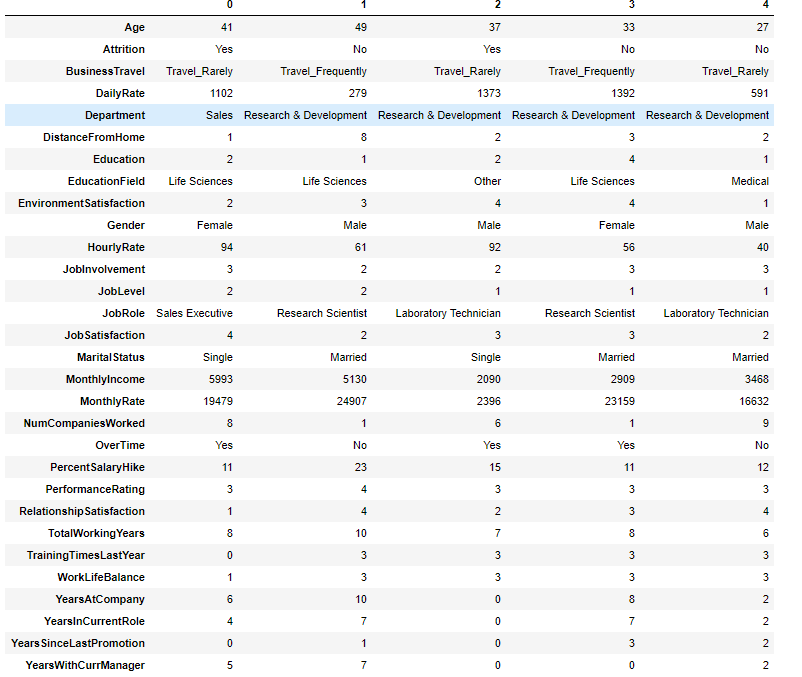 0 1 2 3 4
Age 41 49 37 33 27
Attrition Yes No Yes No No
BusinessTravel Travel_Rarely Travel_Frequently Travel_Rarely Travel_Frequently Travel_Rarely
DailyRate 1102 279 1373 1392 591
Department Sales Research & Development Research & Development Research & Development Research & Development
DistanceFromHome 1 8 2 3 2
Education 2 1 2 4 1
EducationField Life Sciences Life Sciences Other Life Sciences Medical
EnvironmentSatisfaction 2 3 4 4 1
Gender Female Male Male Female Male
HourlyRate 94 61 92 56 40
JobInvolvement 3 2 2 3 3
JobLevel 2 2 1 1 1
JobRole Sales Executive Research Scientist Laboratory Technician Research Scientist Laboratory Technician
JobSatisfaction 4 2 3 3 2
MaritalStatus Single Married Single Married Married
MonthlyIncome 5993 5130 2090 2909 3468
MonthlyRate 19479 24907 2396 23159 16632
NumCompaniesWorked 8 1 6 1 9
OverTime Yes No Yes Yes No
PercentSalaryHike 11 23 15 11 12
PerformanceRating 3 4 3 3 3
RelationshipSatisfaction 1 4 2 3 4
TotalWorkingYears 8 10 7 8 6
TrainingTimesLastYear 0 3 3 3 3
WorkLifeBalance 1 3 3 3 3
YearsAtCompany 6 10 0 8 2
YearsInCurrentRole 4 7 0 7 2
YearsSinceLastPromotion 0 1 0 3 2
YearsWithCurrManager 5 7 0 0 2